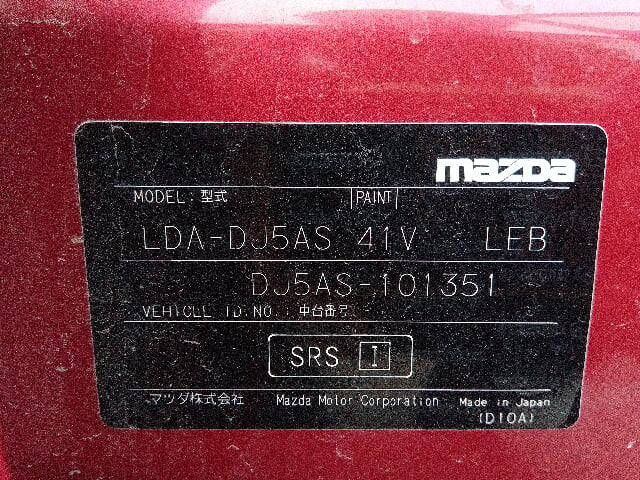 mazda
MODEL: 型式 PAINT
LDA-DJ5AS 41V LEB
DJ5AS-101351
VEHICLE ID.NO. 車台番号
SRS I
マツダ株式会社 Mazda Motor Corporation Made in Japan
(D10A)